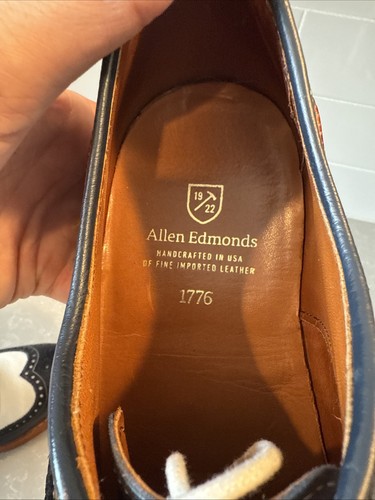 19
22
Allen Edmonds
HANDCRAFTED IN USA
OF FINE IMPORTED LEATHER
1776